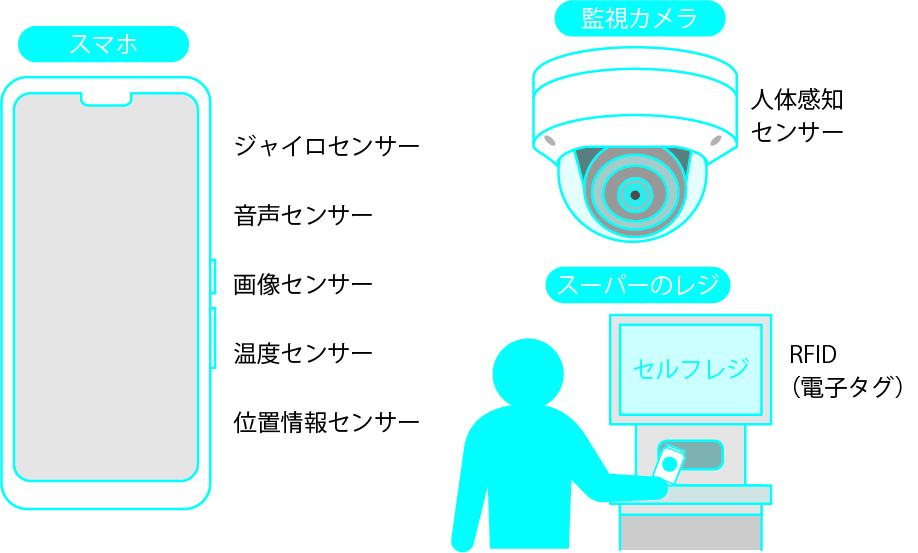 スマホ
ジャイロセンサー
音声センサー
画像センサー
温度センサー
位置情報センサー
監視カメラ
人体感知
センサー
スーパーのレジ
セルフレジ
RFID
（電子タグ）